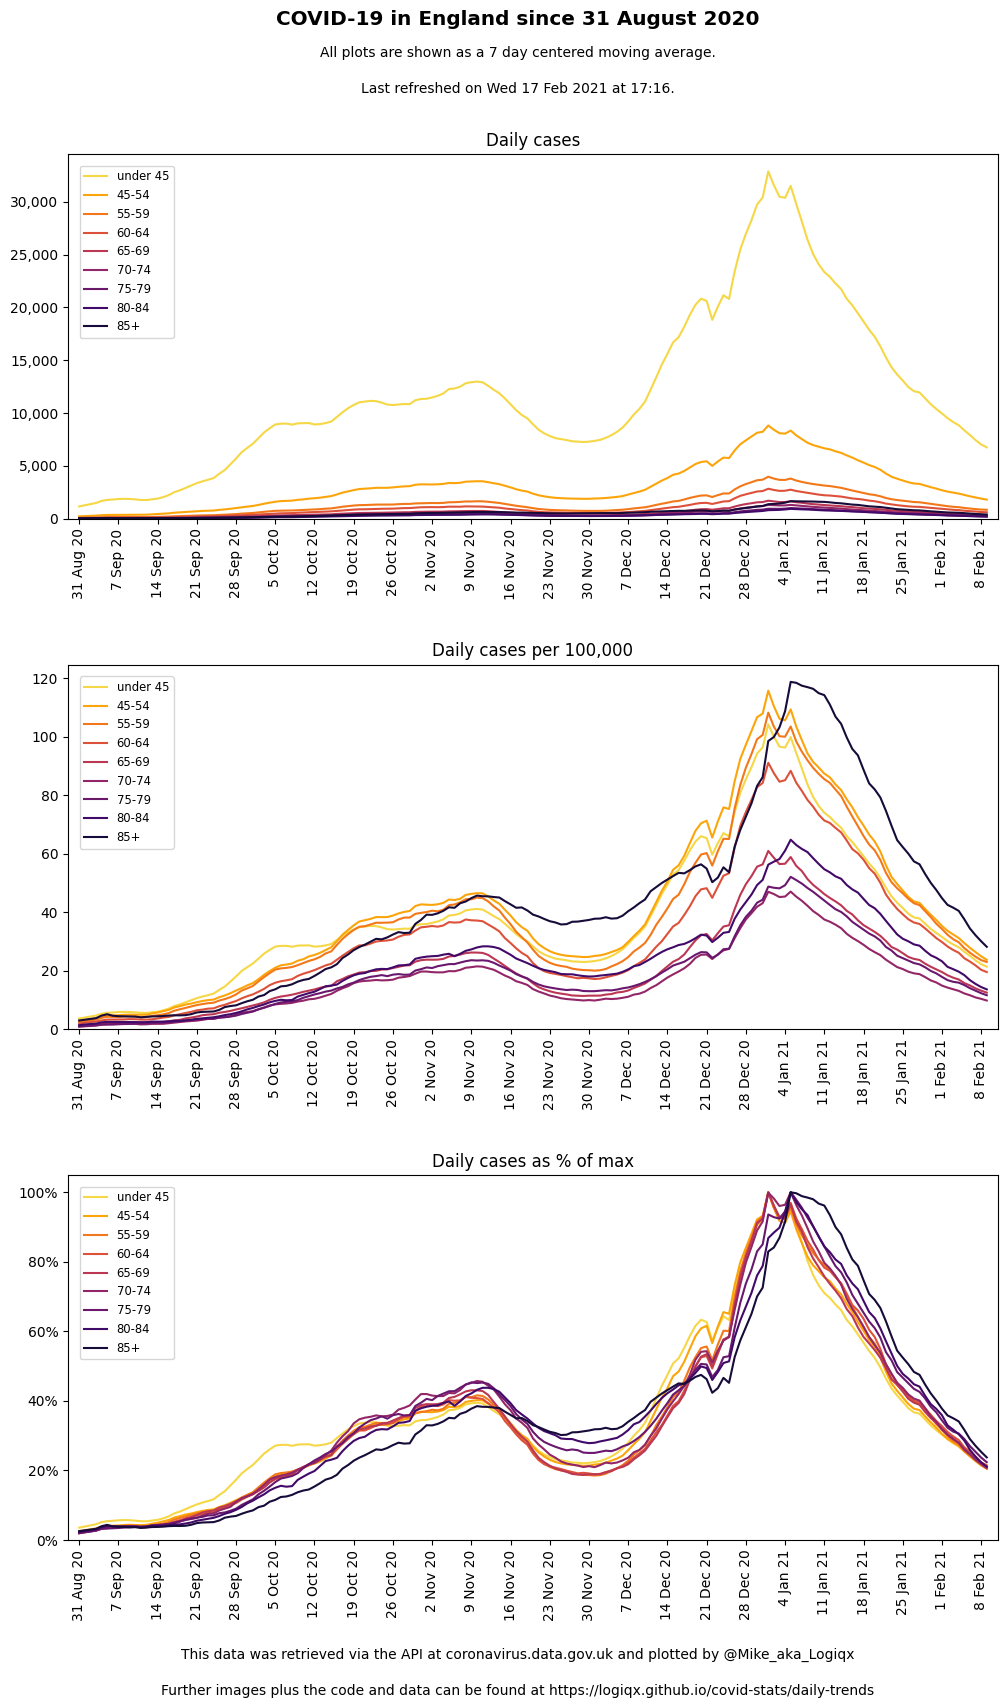 COVID-19 in England since 31 August 2020
All plots are shown as a 7 day centered moving average.
Last refreshed on Wed 17 Feb 2021 at 17:16.
Daily cases
under 45
45-54
55-59
60-64
65-69
70-74
75-79
80-84
85+
30,000
25,000
20,000
15,000
10,000
5,000
0
31 Aug 20
7 Sep 20
14 Sep 20
21 Sep 20
28 Sep 20
5 Oct 20
12 Oct 20
19 Oct 20
26 Oct 20
2 Nov 20
9 Nov 20
16 Nov 20
23 Nov 20
30 Nov 20
7 Dec 20
14 Dec 20
21 Dec 20
28 Dec 20
4 Jan 21
11 Jan 21
18 Jan 21
25 Jan 21
1 Feb 21
8 Feb 21
Daily cases per 100,000
under 45
45-54
55-59
60-64
65-69
70-74
75-79
80-84
85+
120
100
80
60
40
20
0
31 Aug 20
7 Sep 20
14 Sep 20
21 Sep 20
28 Sep 20
5 Oct 20
12 Oct 20
19 Oct 20
26 Oct 20
2 Nov 20
9 Nov 20
16 Nov 20
23 Nov 20
30 Nov 20
7 Dec 20
14 Dec 20
21 Dec 20
28 Dec 20
4 Jan 21
11 Jan 21
18 Jan 21
25 Jan 21
1 Feb 21
8 Feb 21
Daily cases as % of max
under 45
45-54
55-59
60-64
65-69
70-74
75-79
80-84
85+
100%
80%
60%
40%
20%
0%
31 Aug 20
7 Sep 20
14 Sep 20
21 Sep 20
28 Sep 20
5 Oct 20
12 Oct 20
19 Oct 20
26 Oct 20
2 Nov 20
9 Nov 20
16 Nov 20
23 Nov 20
30 Nov 20
7 Dec 20
14 Dec 20
21 Dec 20
28 Dec 20
4 Jan 21
11 Jan 21
18 Jan 21
25 Jan 21
1 Feb 21
8 Feb 21
This data was retrieved via the API at coronavirus.data.gov.uk and plotted by @Mike_aka_Logiqx
Further images plus the code and data can be found at https://logiqx.github.io/covid-stats/daily-trends